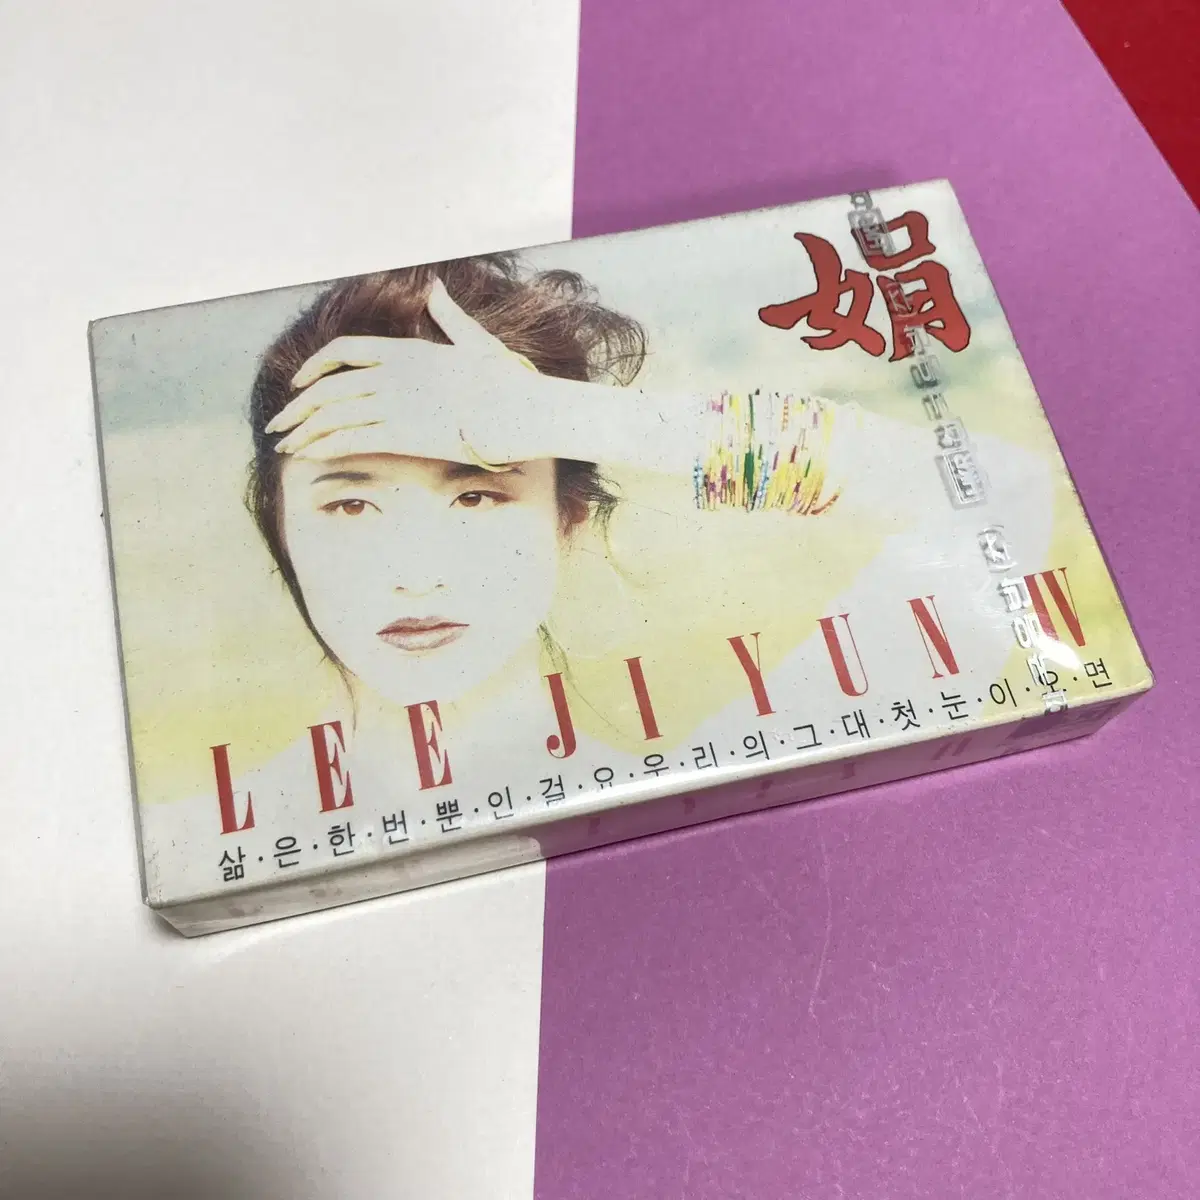 娟
LEE JI YUN IV
삶·은·한·번·뿐·인·걸·요·우·리·의·그·대·첫·눈·이·오·면